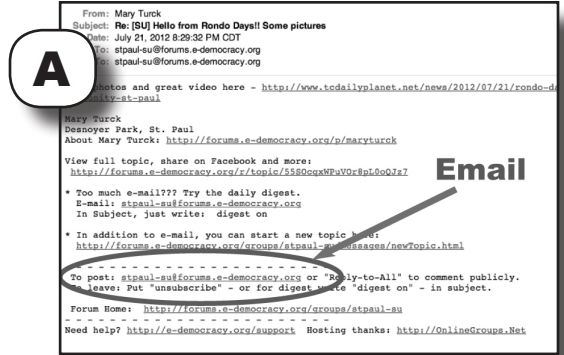 From: Mary Turck
Subject: Re: [SU] Hello from Rondo Days!! Some pictures
Date: July 21, 2012 8:29:32 PM CDT
To: stpaul-su@forums.e-democracy.org
To: stpaul-su@forums.e-democracy.org
A
photos and great video here - http://www.tcdailyplanet.net/news/2012/07/21/rondo-da
nity-st-paul
Mary Turck
Desnoyer Park, St. Paul
About Mary Turck: http://forums.e-democracy.org/p/maryturck
View full topic, share on Facebook and more:
http://forums.e-democracy.org/r/topic/55SOcqxWPuVOr8pL0oQJz7
Email
* Too much e-mail??? Try the daily digest.
E-mail: stpaul-su@forums.e-democracy.org
In Subject, just write: digest on
* In addition to e-mail, you can start a new topic here:
http://forums.e-democracy.org/groups/stpaul-su/messages/newTopic.html
- - - - - - - - - - - - - - - - - - - - - - -
To post: stpaul-su@forums.e-democracy.org or "Reply-to-All" to comment publicly.
To leave: Put "unsubscribe" - or for digest write "digest on" - in subject.
Forum Home: http://forums.e-democracy.org/groups/stpaul-su
- - - - - - - - - - - - - - - - - - - - - - -
Need help? http://e-democracy.org/support Hosting thanks: http://OnlineGroups.Net